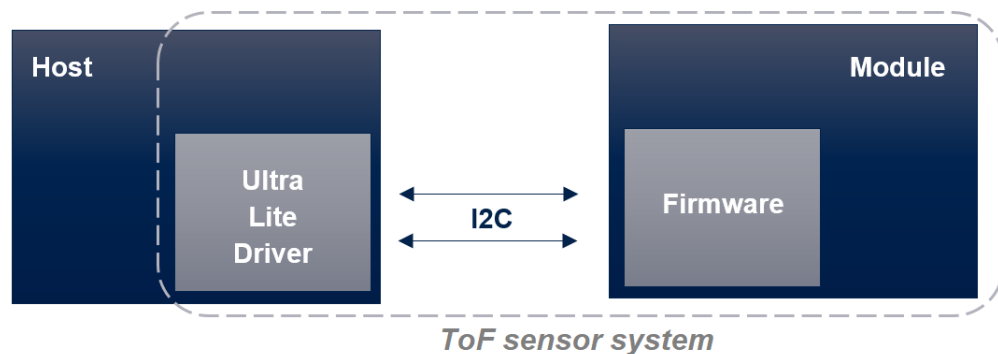 Host
Module
Ultra
Lite
Driver
I2C
Firmware
ToF sensor system